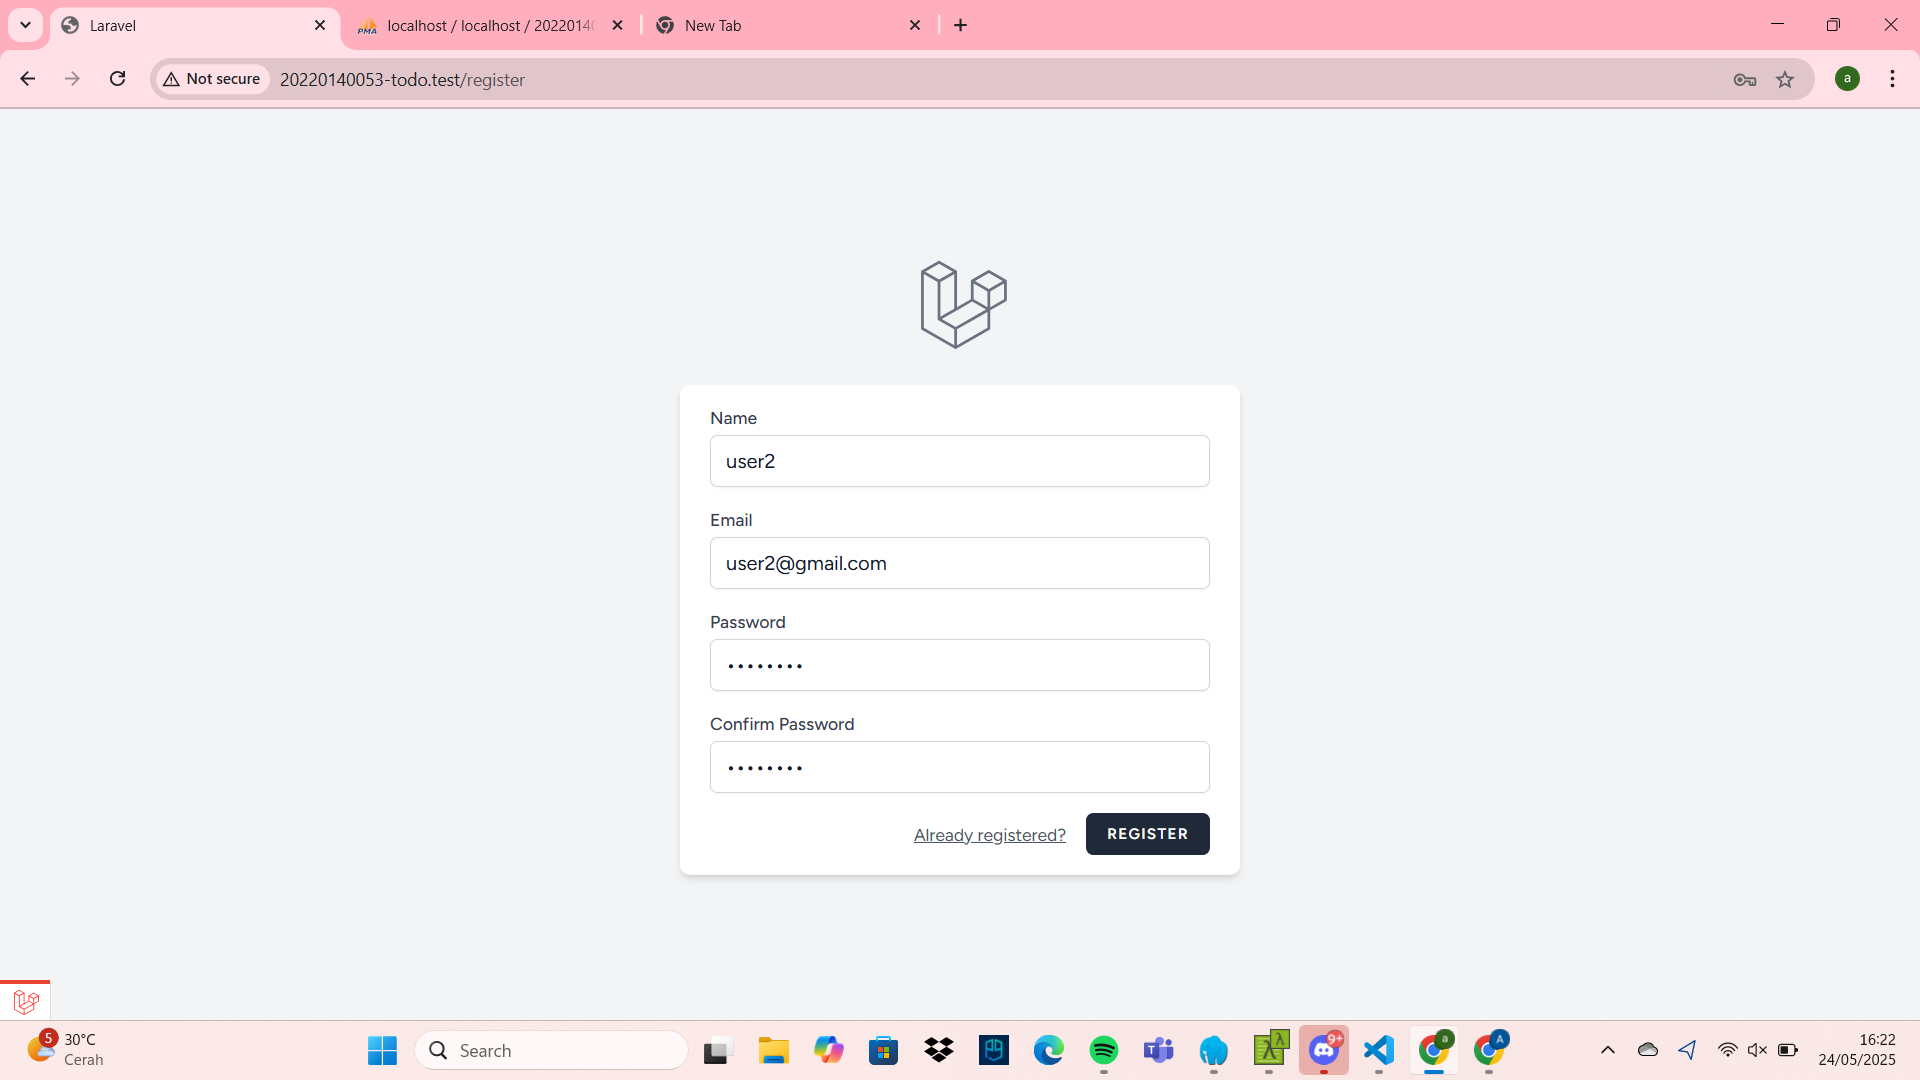 Laravel
localhost / localhost / 2022014
New Tab
Not secure
20220140053-todo.test/register
a
Name
user2
Email
user2@gmail.com
Password
Confirm Password
Already registered?
REGISTER
5
30°C
Cerah
Search
9+
a
A
16:22
24/05/2025
PMA